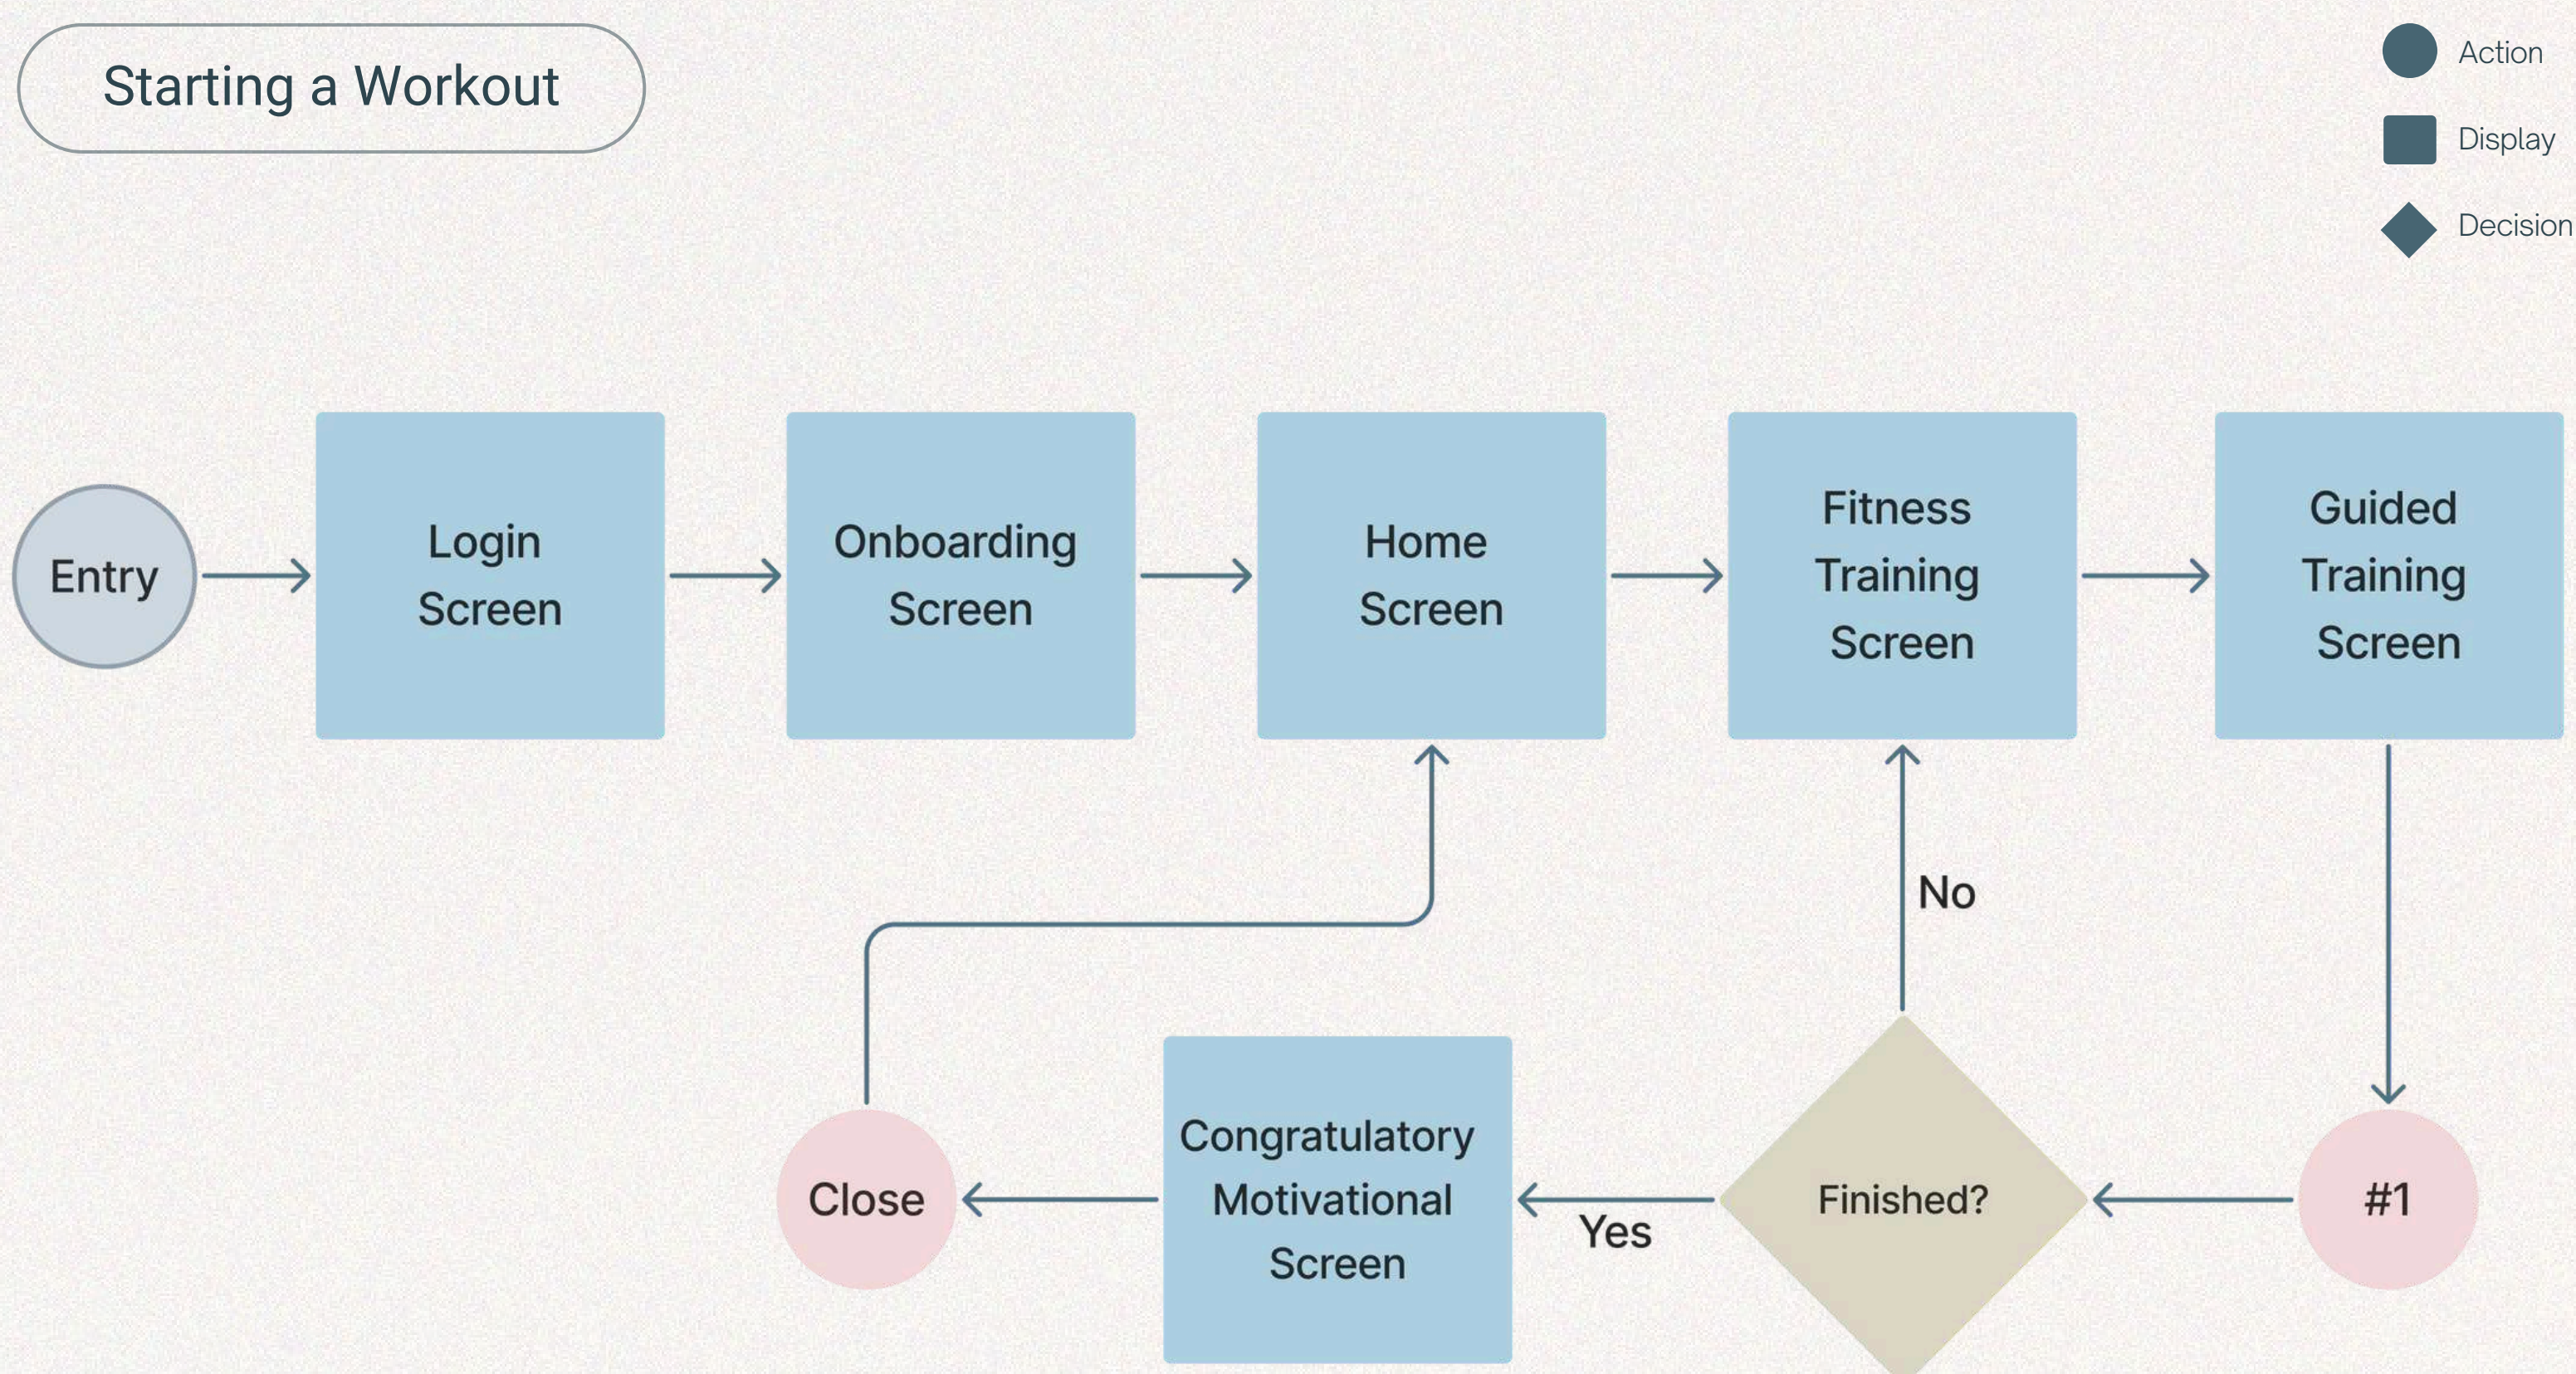 Starting a Workout
Action
Display
Decision
Entry
Login
Screen
Onboarding
Screen
Home
Screen
Fitness
Training
Screen
Guided
Training
Screen
No
Close
Congratulatory
Motivational
Screen
Yes
Finished?
#1